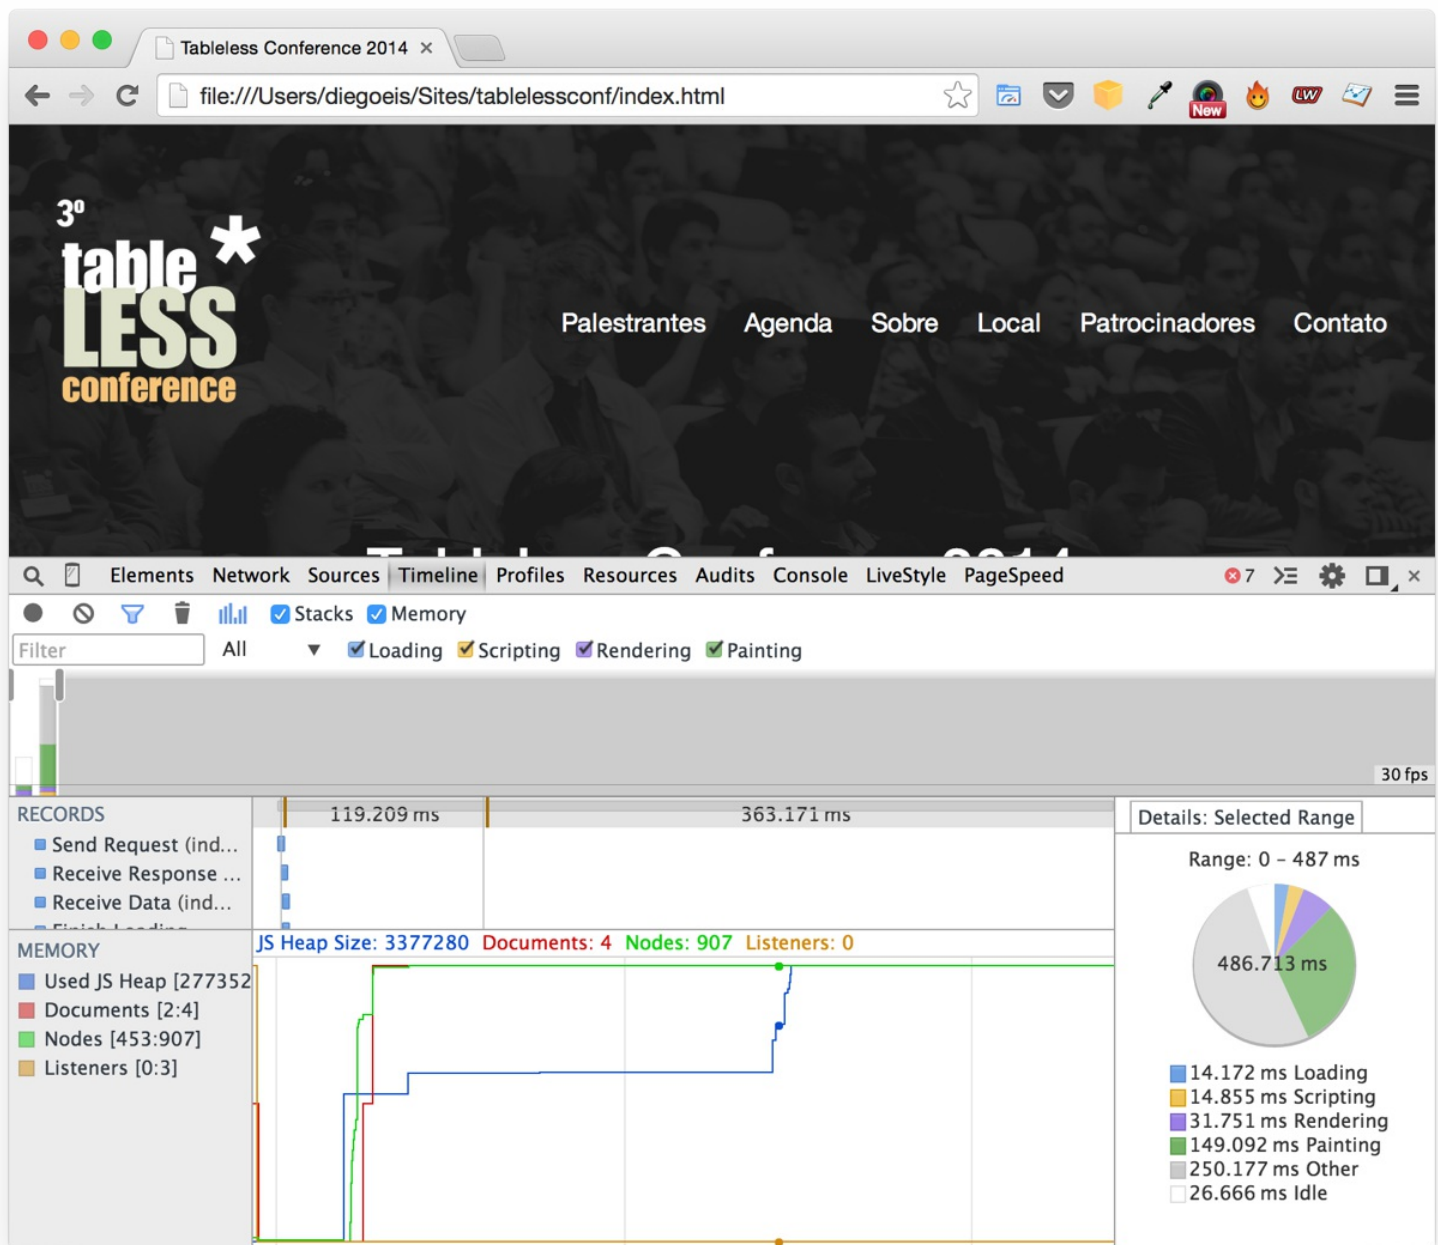 Tableless Conference 2014
file:///Users/diegoeis/Sites/tablelessconf/index.html
New
LW
3º
table*
LESS
conference
Palestrantes Agenda Sobre Local Patrocinadores Contato
Tableless Conference 2014
Elements Network Sources Timeline Profiles Resources Audits Console LiveStyle PageSpeed 7
Stacks Memory
Filter All Loading Scripting Rendering Painting
30 fps
RECORDS 119.209 ms 363.171 ms
Send Request (ind...
Receive Response ...
Receive Data (ind...
Finish Loading
Details: Selected Range
Range: 0 – 487 ms
486.713 ms
14.172 ms Loading
14.855 ms Scripting
31.751 ms Rendering
149.092 ms Painting
250.177 ms Other
26.666 ms Idle
MEMORY
JS Heap Size: 3377280 Documents: 4 Nodes: 907 Listeners: 0
Used JS Heap [277352
Documents [2:4]
Nodes [453:907]
Listeners [0:3]